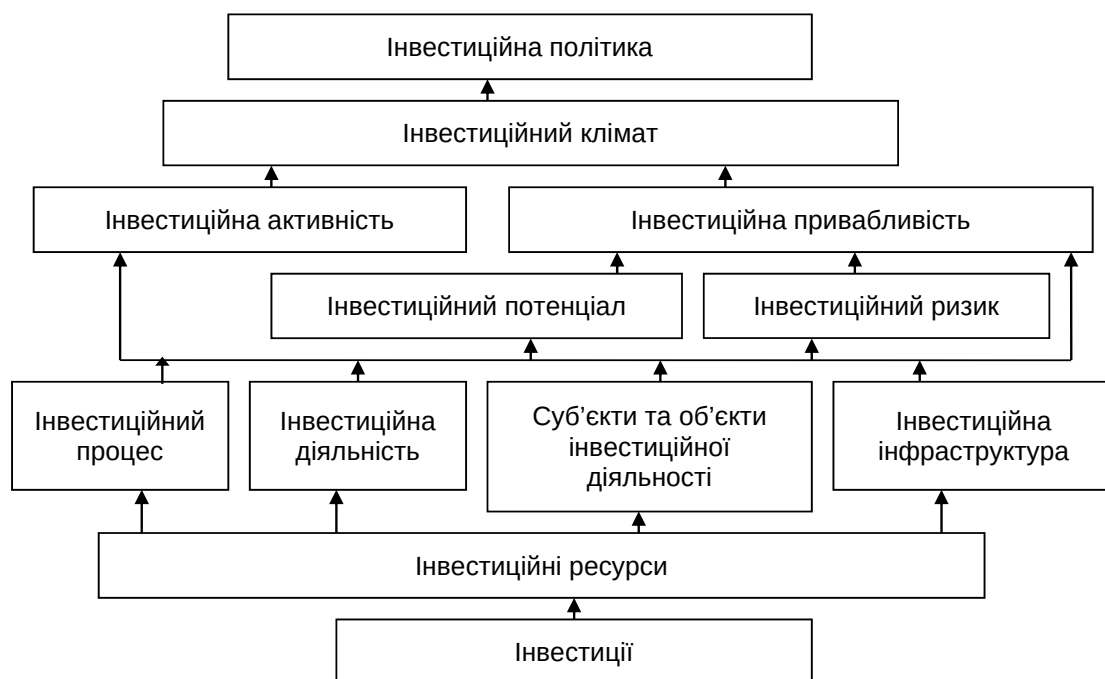 Інвестиційна політика
Інвестиційний клімат
Інвестиційна активність
Інвестиційна привабливість
Інвестиційний потенціал
Інвестиційний ризик
Інвестиційний
процес
Інвестиційна
діяльність
Суб’єкти та об’єкти
інвестиційної
діяльності
Інвестиційна
інфраструктура
Інвестиційні ресурси
Інвестиції